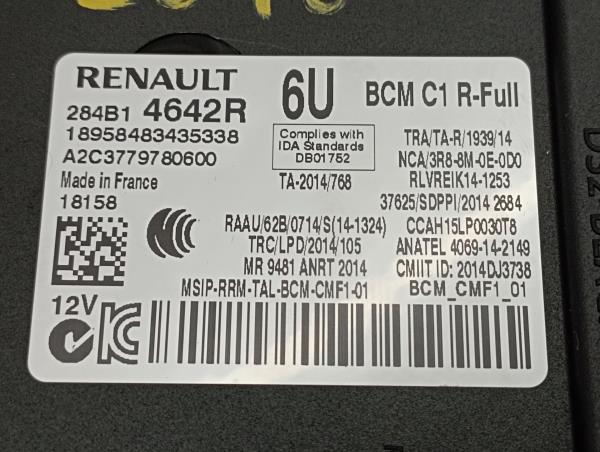 RENAULT
284B1 4642R
18958483435338
A2C3779780600
Made in France
18158
6U
BCM C1 R-Full
Complies with
IDA Standards
DB01752
TA-2014/768
TRA/TA-R/1939/14
NCA/3R8-8M-0E-0D0
RLVREIK14-1253
37625/SDPPI/2014 2684
RAAU/62B/0714/S(14-1324)
CCAH15LP0030T8
TRC/LPD/2014/105
ANATEL 4069-14-2149
MR 9481 ANRT 2014
CMIIT ID: 2014DJ3738
MSIP-RRM-TAL-BCM-CMF1-01
BCM_CMF1_01
12V